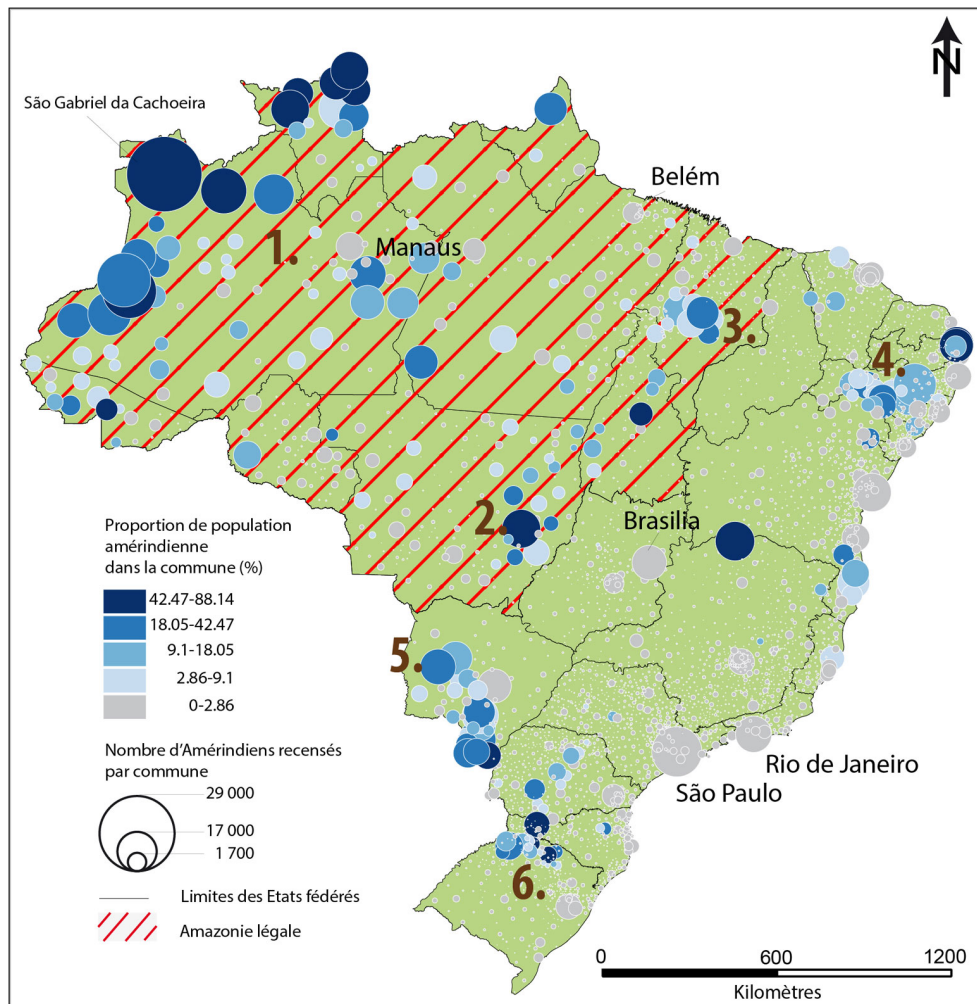 N
São Gabriel da Cachoeira
Belém
Manaus
1.
3.
4.
2.
Brasilia
Proportion de population
amérindienne
dans la commune (%)
42.47-88.14
18.05-42.47
9.1-18.05
2.86-9.1
0-2.86
5.
Nombre d'Amérindiens recensés
par commune
29 000
17 000
1 700
Rio de Janeiro
São Paulo
6.
Limites des Etats fédérés
Amazonie légale
0 600 1200
Kilomètres